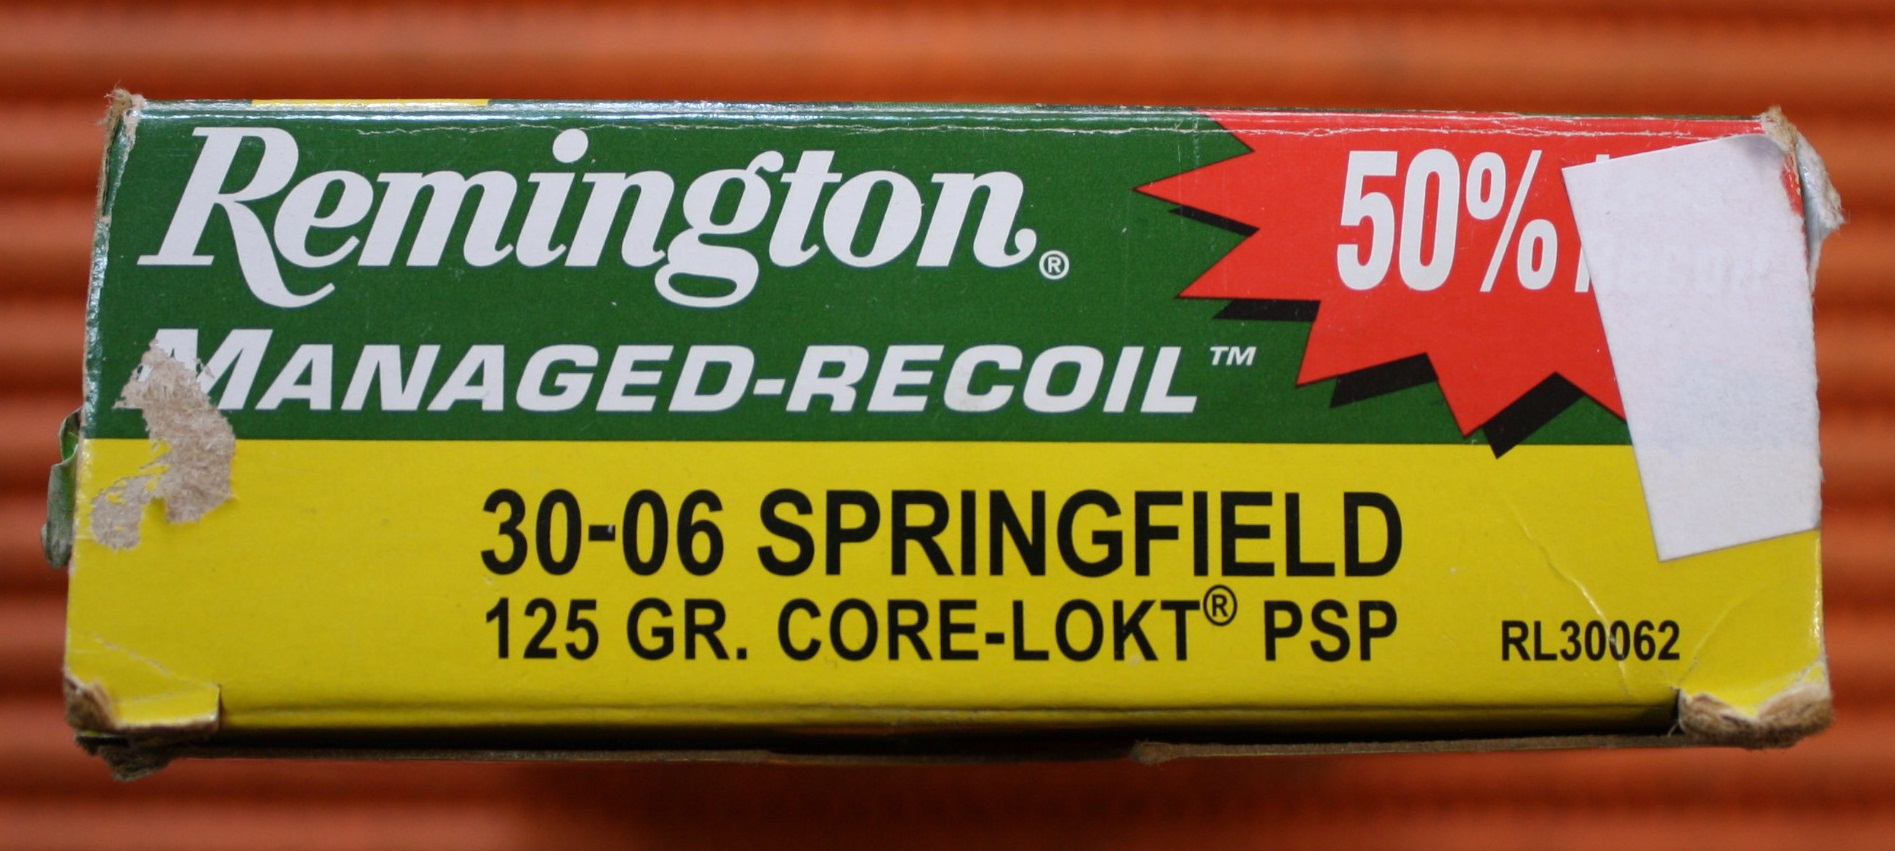 Remington®
MANAGED-RECOIL™
50%
30-06 SPRINGFIELD
125 GR. CORE-LOKT® PSP
RL30062